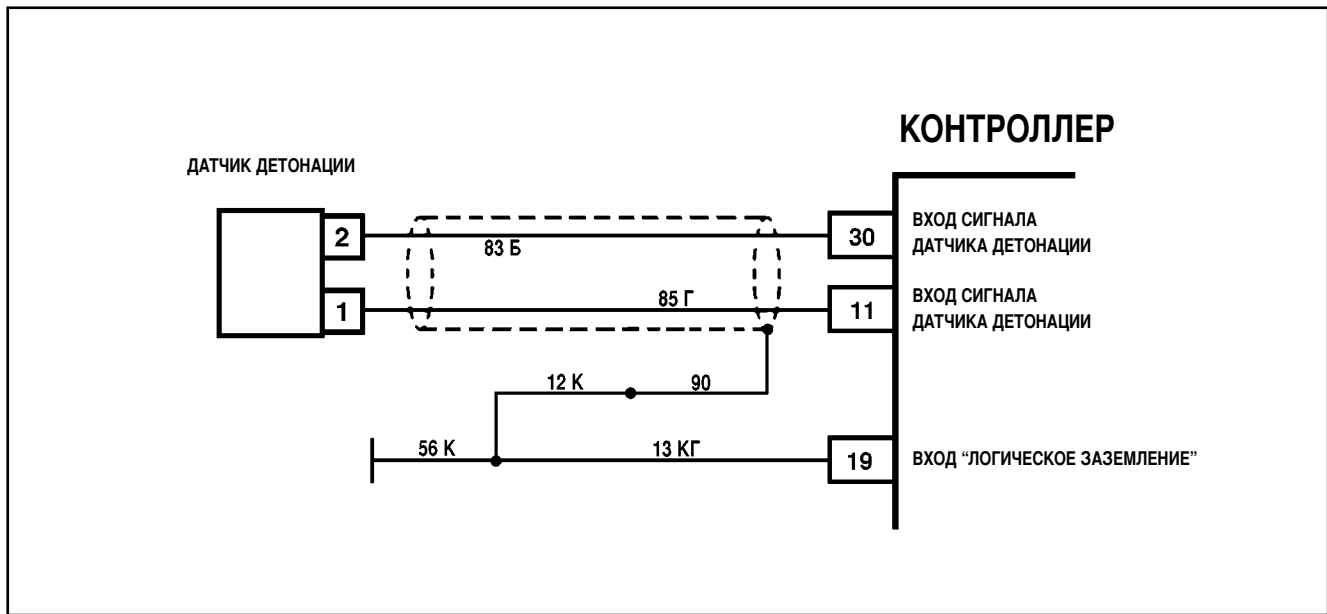 КОНТРОЛЛЕР
ДАТЧИК ДЕТОНАЦИИ
2
83 Б
30
ВХОД СИГНАЛА
ДАТЧИКА ДЕТОНАЦИИ
1
85 Г
11
ВХОД СИГНАЛА
ДАТЧИКА ДЕТОНАЦИИ
12 К
90
56 К
13 КГ
19
ВХОД “ЛОГИЧЕСКОЕ ЗАЗЕМЛЕНИЕ”